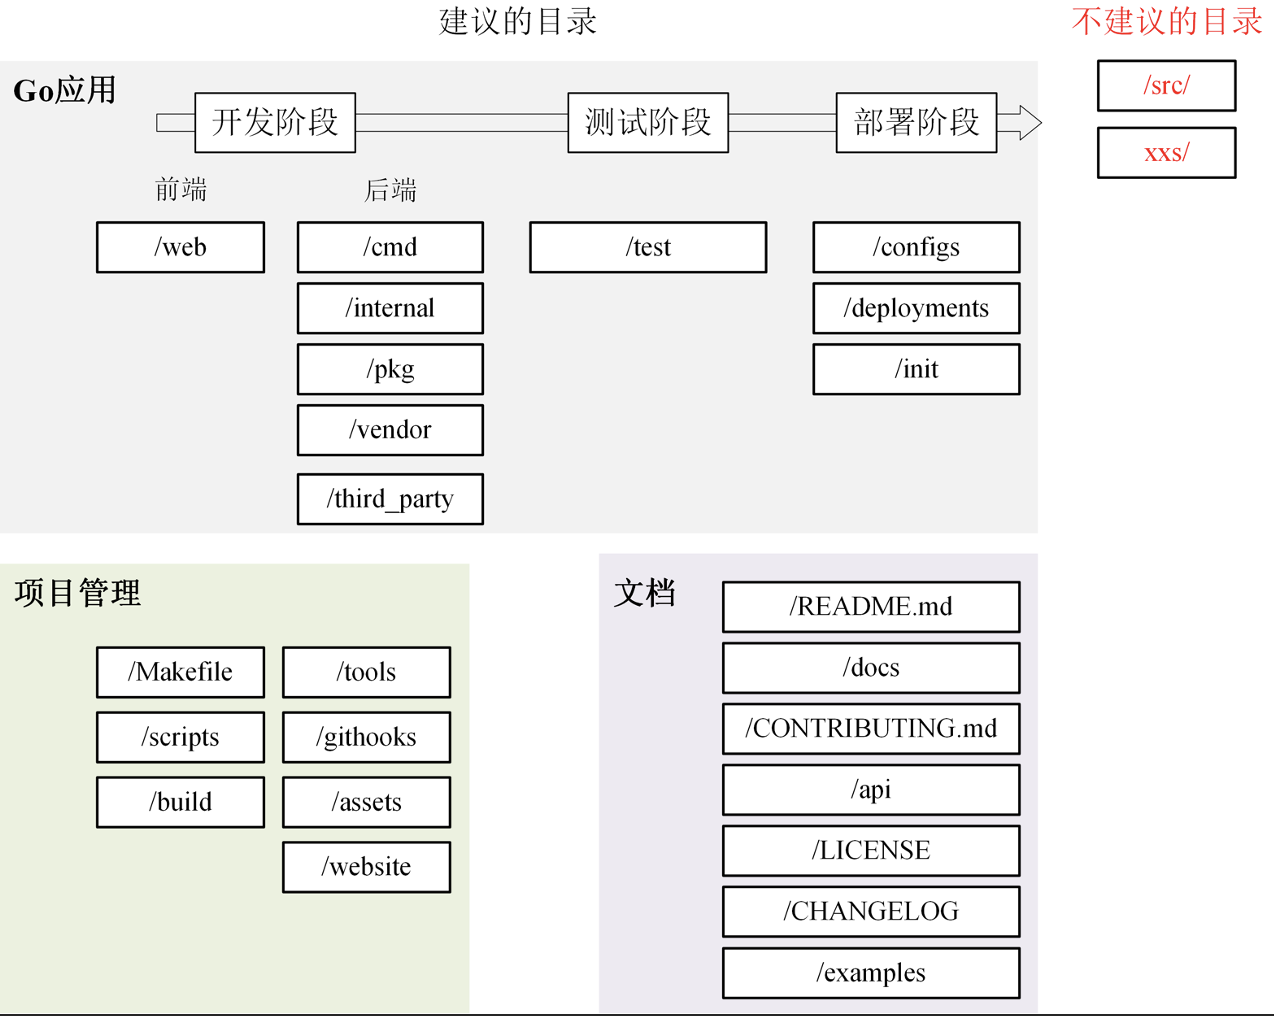 建议的目录
不建议的目录
Go应用
开发阶段
测试阶段
部署阶段
/src/
xxs/
前端
后端
/web
/cmd
/internal
/pkg
/vendor
/third_party
/test
/configs
/deployments
/init
项目管理
/Makefile
/scripts
/build
/tools
/githooks
/assets
/website
文档
/README.md
/docs
/CONTRIBUTING.md
/api
/LICENSE
/CHANGELOG
/examples